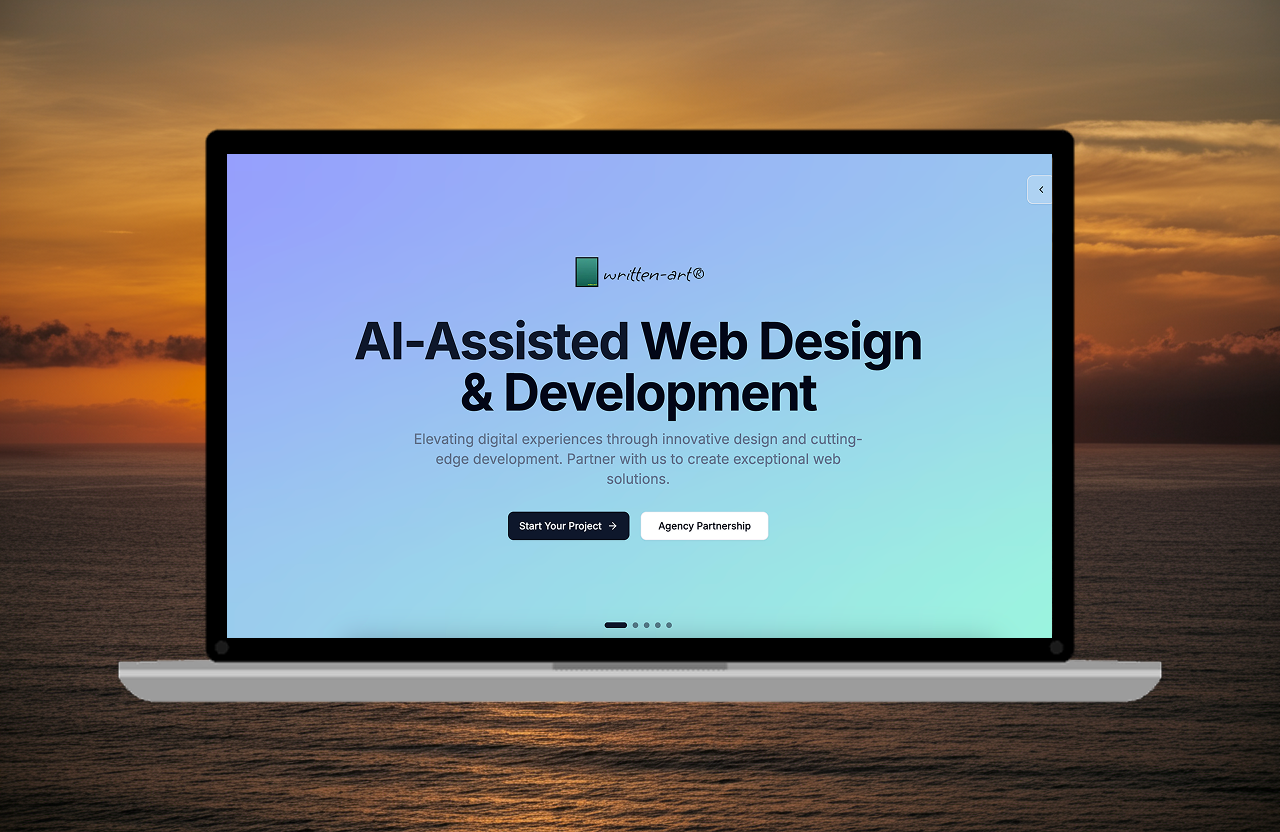 written-art®
AI-Assisted Web Design
& Development
Elevating digital experiences through innovative design and cutting-
edge development. Partner with us to create exceptional web
solutions.
Start Your Project →
Agency Partnership